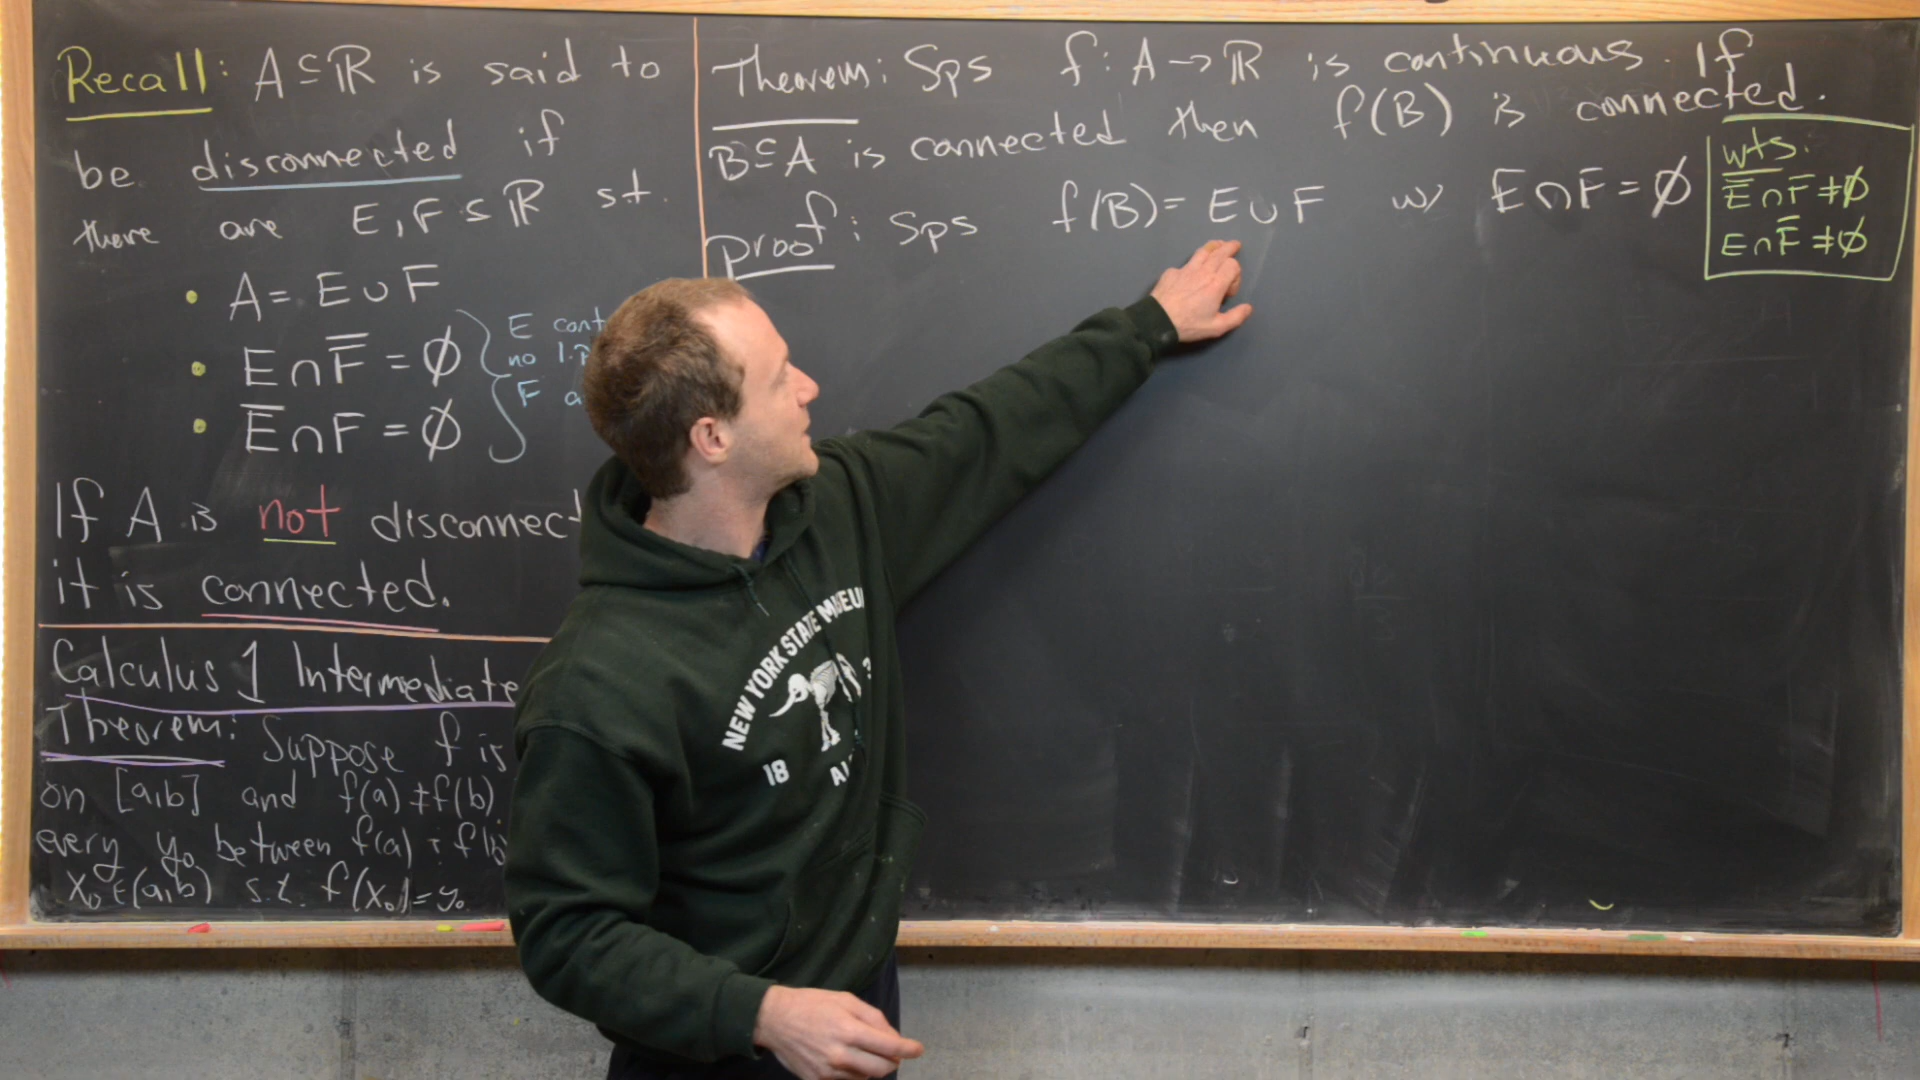 Recall: A ⊆ ℝ is said to
be disconnected if
there are E, F ⊆ ℝ s.t.
• A = E ∪ F
• E ∩ F̅ = ∅
• E̅ ∩ F = ∅
E
no l.p.
F
If A is not
it is connected.
Calculus 1 Intermediate
Theorem: Suppose f is
on [a,b] and f(a) ≠ f(b)
every y₀ between f(a)
x₀ ∈ (a,b) s.t. f(x₀) = y₀
Theorem: Sps f: A → ℝ is continuous. If
B ⊆ A is connected then f(B) is connected.
proof: Sps f(B) = E ∪ F w/ E ∩ F = ∅
wts:
E̅ ∩ F ≠ ∅
E ∩ F̅ ≠ ∅
NEW YORK STATE
18